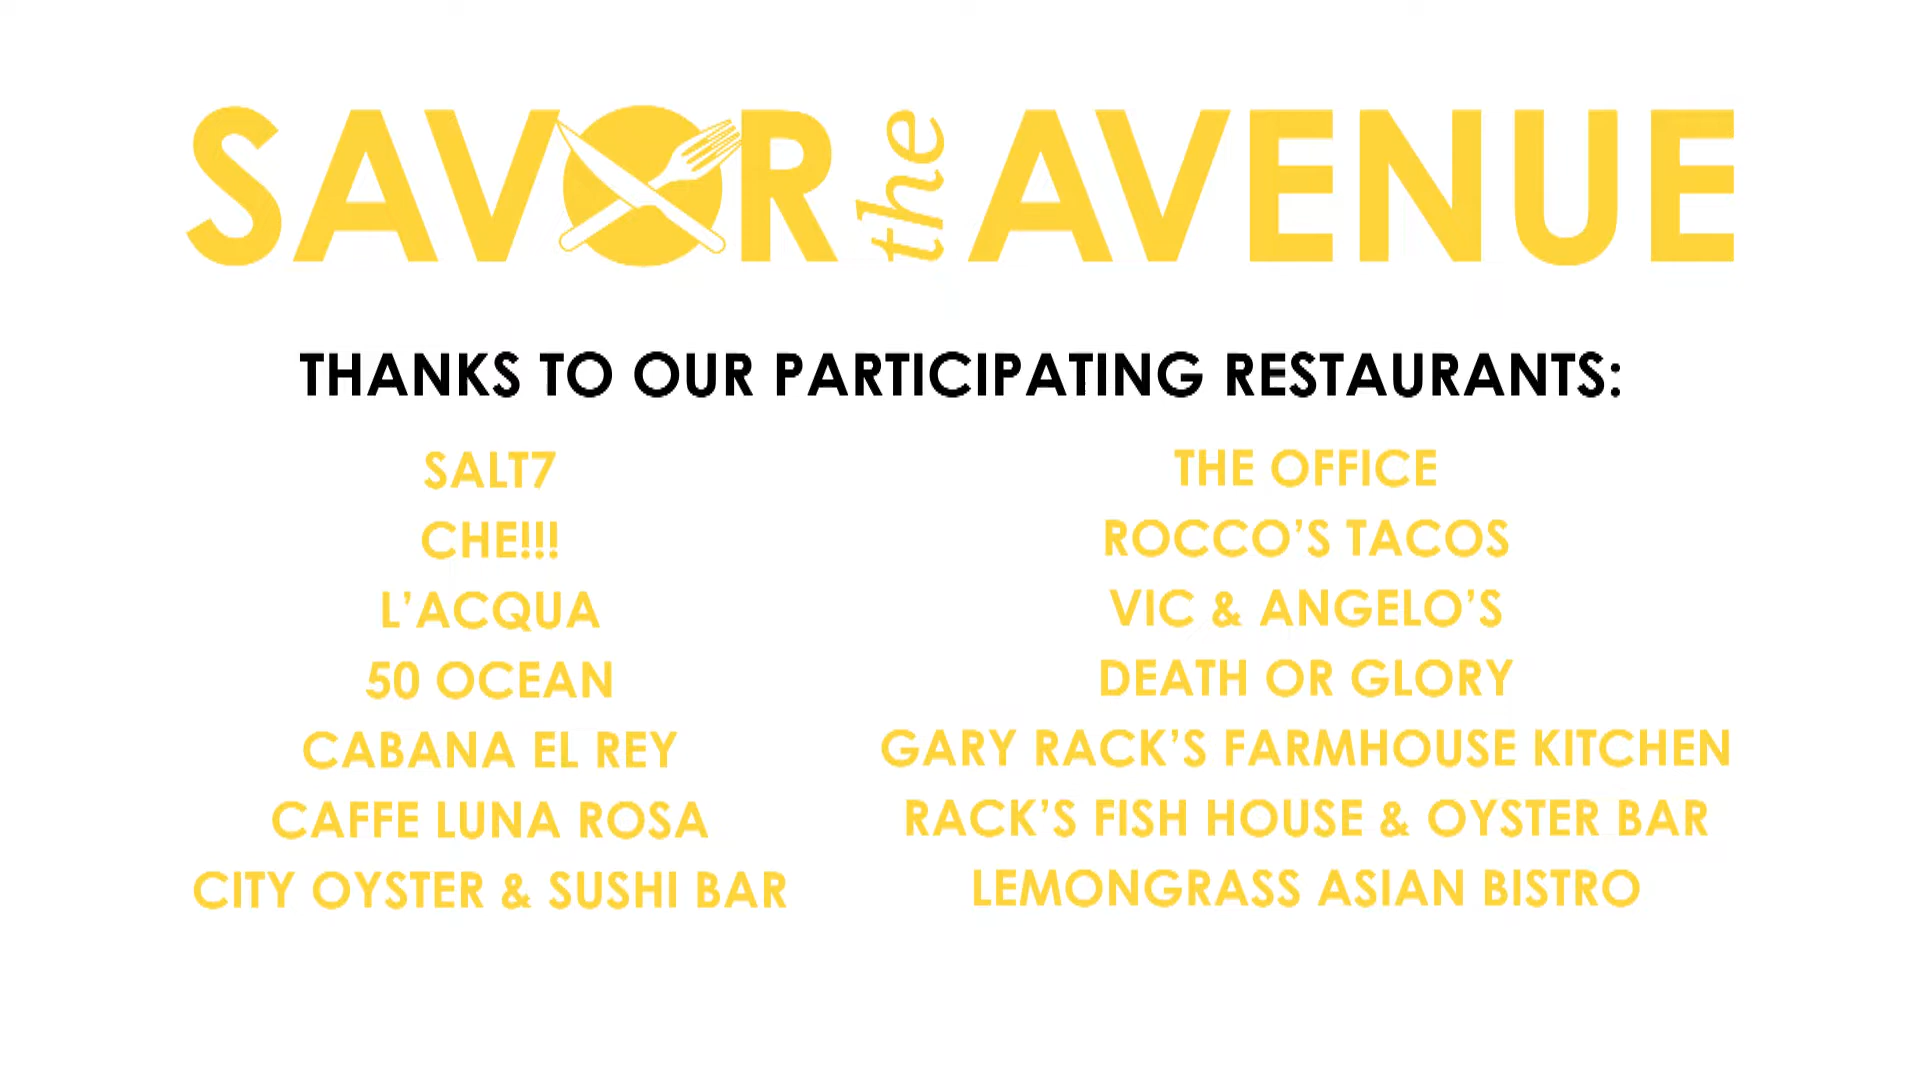 SAVOR the AVENUE
THANKS TO OUR PARTICIPATING RESTAURANTS:
SALT7
CHE!!!
L’ACQUA
50 OCEAN
CABANA EL REY
CAFFE LUNA ROSA
CITY OYSTER & SUSHI BAR
THE OFFICE
ROCCO’S TACOS
VIC & ANGELO’S
DEATH OR GLORY
GARY RACK’S FARMHOUSE KITCHEN
RACK’S FISH HOUSE & OYSTER BAR
LEMONGRASS ASIAN BISTRO